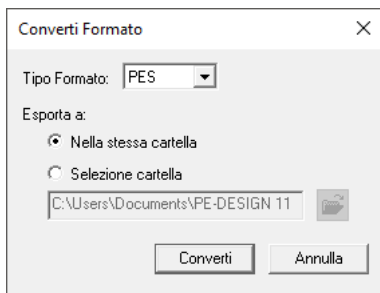 Converti Formato
Tipo Formato: PES
Esporta a:
Nella stessa cartella
Selezione cartella
C:\Users\Documents\PE-DESIGN 11
Converti Annulla